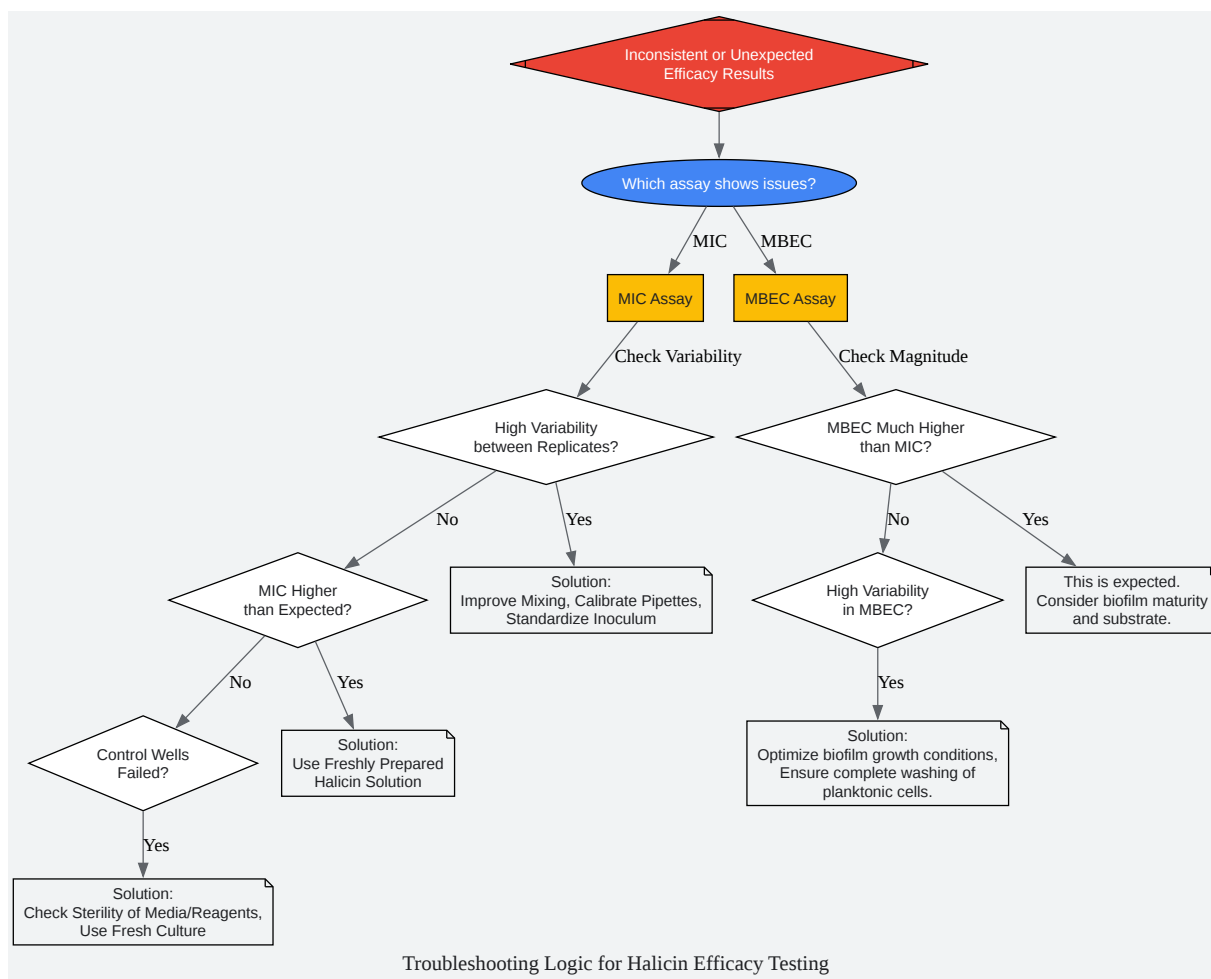 Inconsistent or Unexpected
Efficacy Results
Which assay shows issues?
MIC
MBEC
MIC Assay
MBEC Assay
Check Variability
Check Magnitude
High Variability
between Replicates?
MBEC Much Higher
than MIC?
No
Yes
No
Yes
MIC Higher
than Expected?
Solution:
Improve Mixing, Calibrate Pipettes,
Standardize Inoculum
High Variability
in MBEC?
This is expected.
Consider biofilm maturity
and substrate.
No
Yes
Yes
Control Wells
Failed?
Solution:
Use Freshly Prepared
Halicin Solution
Solution:
Optimize biofilm growth conditions,
Ensure complete washing of
planktonic cells.
Yes
Solution:
Check Sterility of Media/Reagents,
Use Fresh Culture
Troubleshooting Logic for Halicin Efficacy Testing